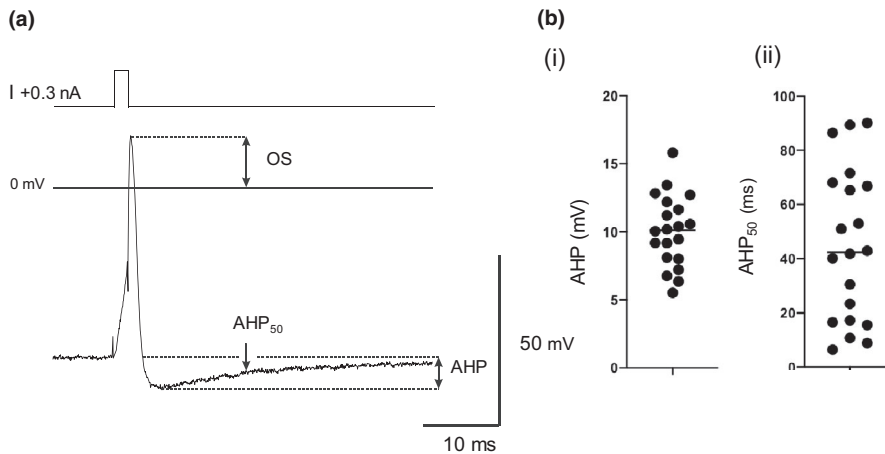 (a)
I +0.3 nA
OS
0 mV
AHP50
AHP
50 mV
10 ms
(b)
(i)
20
15
10
5
0
AHP (mV)
(ii)
100
80
60
40
20
0
AHP50 (ms)